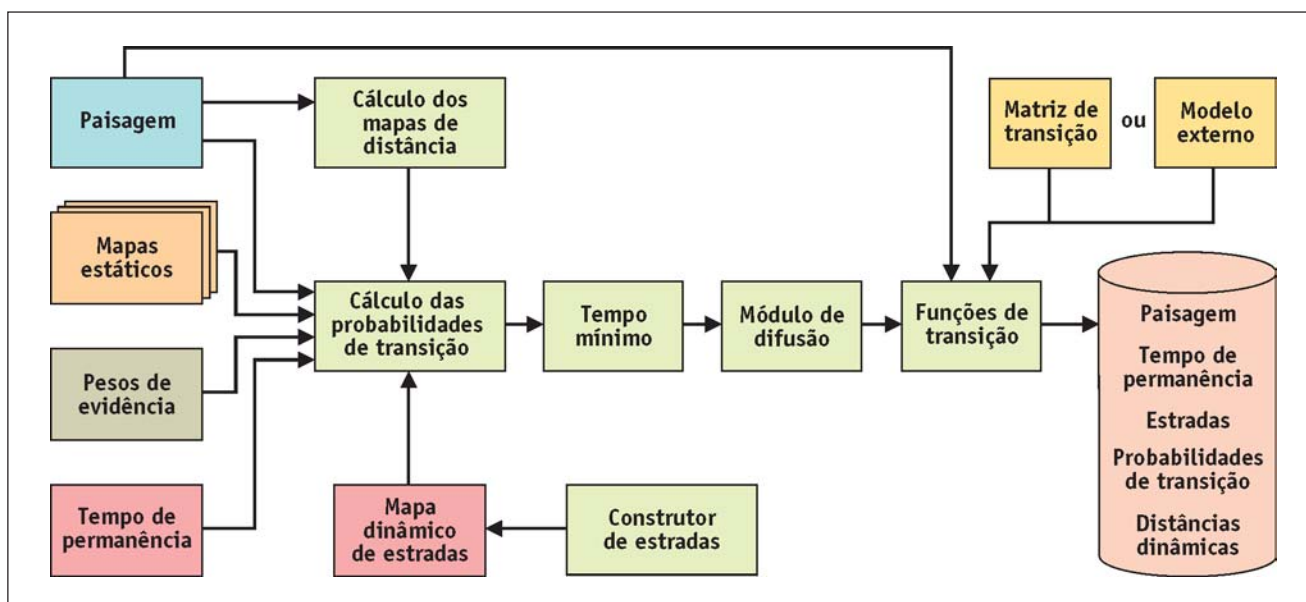 Paisagem
Cálculo dos
mapas de
distância
Matriz de
transição
ou
Modelo
externo
Mapas
estáticos
Cálculo das
probabilidades
de transição
Tempo
mínimo
Módulo de
difusão
Funções de
transição
Paisagem
Tempo de
permanência
Estradas
Probabilidades
de transição
Distâncias
dinâmicas
Pesos de
evidência
Tempo de
permanência
Mapa
dinâmico
de estradas
Construtor
de estradas